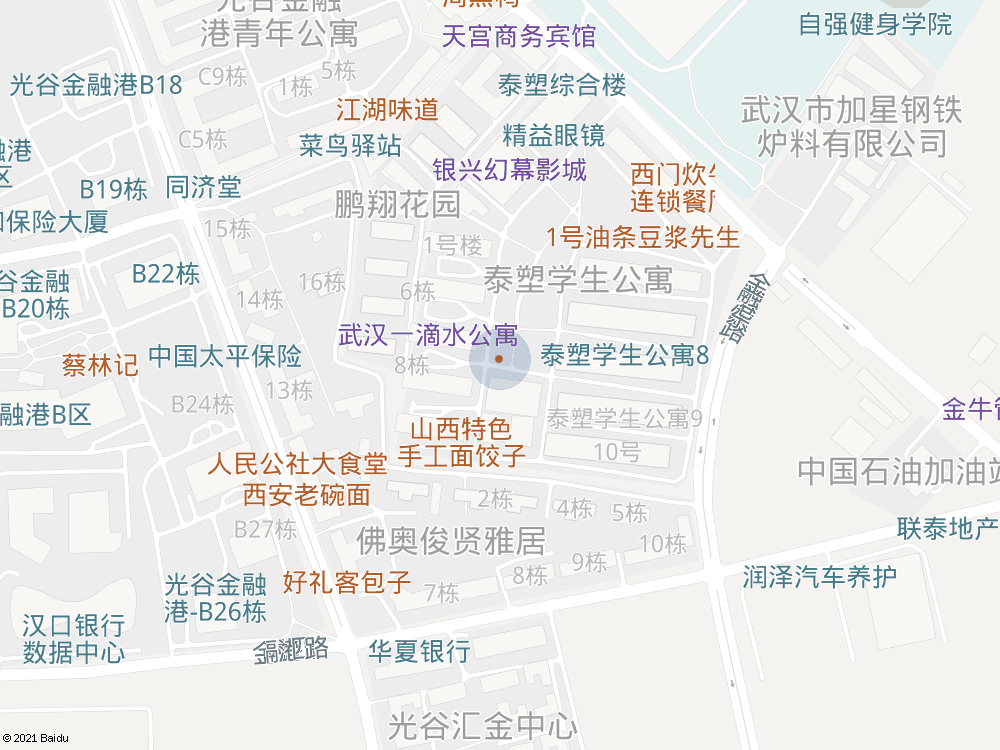 光谷金融
港青年公寓
天宫商务宾馆
自强健身学院
光谷金融港B18
C9栋
5栋
1栋
泰塑综合楼
武汉市加星钢铁
炉料有限公司
江湖味道
C5栋
菜鸟驿站
精益眼镜
融港
区
银兴幻幕影城
B19栋
同济堂
西门炊
连锁餐
鹏翔花园
保险大厦
15栋
1号楼
1号油条豆浆先生
B22栋
谷金融
B20栋
16栋
14栋
6栋
泰塑学生公寓
金融港路
武汉一滴水公寓
蔡林记
中国太平保险
8栋
泰塑学生公寓8
13栋
融港B区
B24栋
泰塑学生公寓9
金牛
山西特色
手工面饺子
10号
人民公社大食堂
西安老碗面
中国石油加油站
2栋
4栋
5栋
B27栋
佛奥俊贤雅居
10栋
联泰地产
9栋
8栋
光谷金融
港-B26栋
好礼客包子
7栋
润泽汽车养护
汉口银行
数据中心
华夏银行
光谷汇金中心
© 2021 Baidu